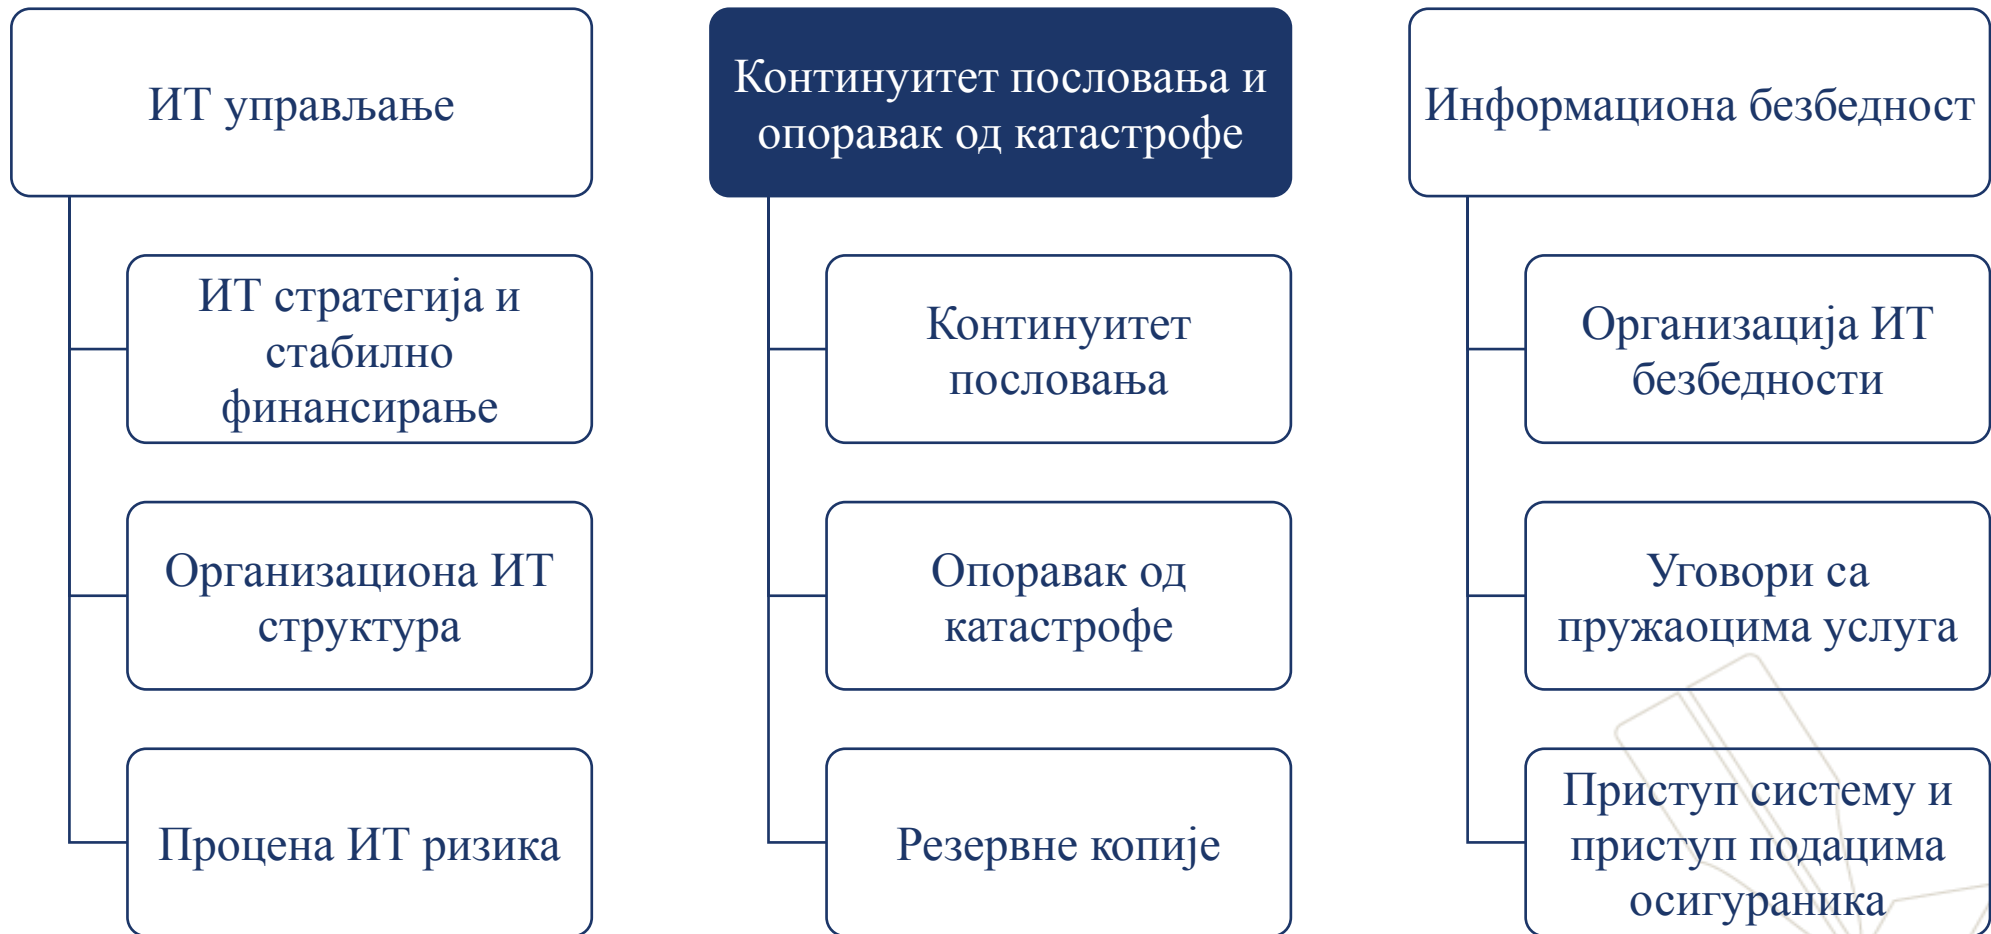 ИТ управљање
ИТ стратегија и
стабилно
финансирање
Организациона ИТ
структура
Процена ИТ ризика
Континуитет пословања и
опоравак од катастрофе
Континуитет
пословања
Опоравак од
катастрофе
Резервне копије
Информациона безбедност
Организација ИТ
безбедности
Уговори са
пружаоцима услуга
Приступ систему и
приступ подацима
осигураника